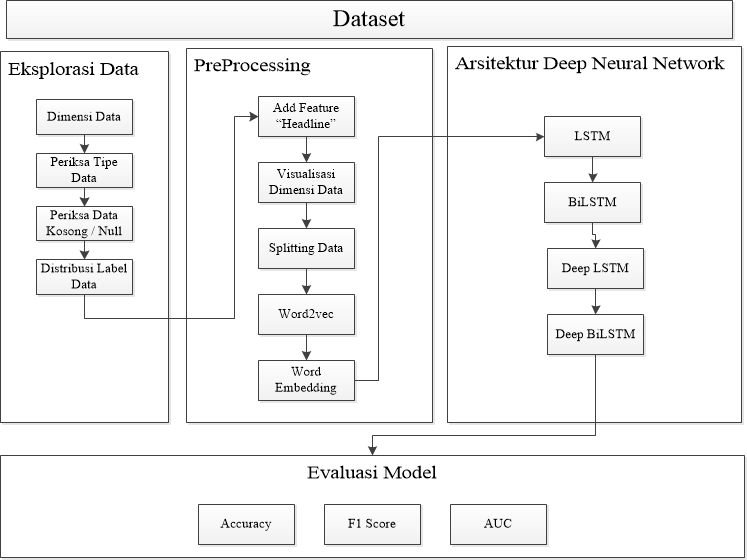 Dataset
Eksplorasi Data
Dimensi Data
Periksa Tipe
Data
Periksa Data
Kosong / Null
Distribusi Label
Data
PreProcessing
Add Feature
“Headline”
Visualisasi
Dimensi Data
Splitting Data
Word2vec
Word
Embedding
Arsitektur Deep Neural Network
LSTM
BiLSTM
Deep LSTM
Deep BiLSTM
Evaluasi Model
Accuracy
F1 Score
AUC